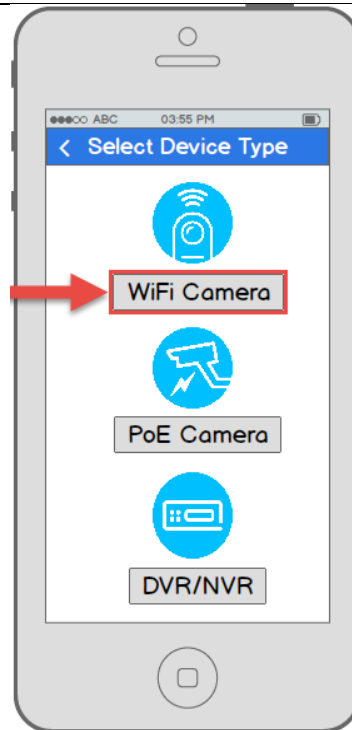 ABC 03:55 PM
< Select Device Type
WiFi Camera
PoE Camera
DVR/NVR